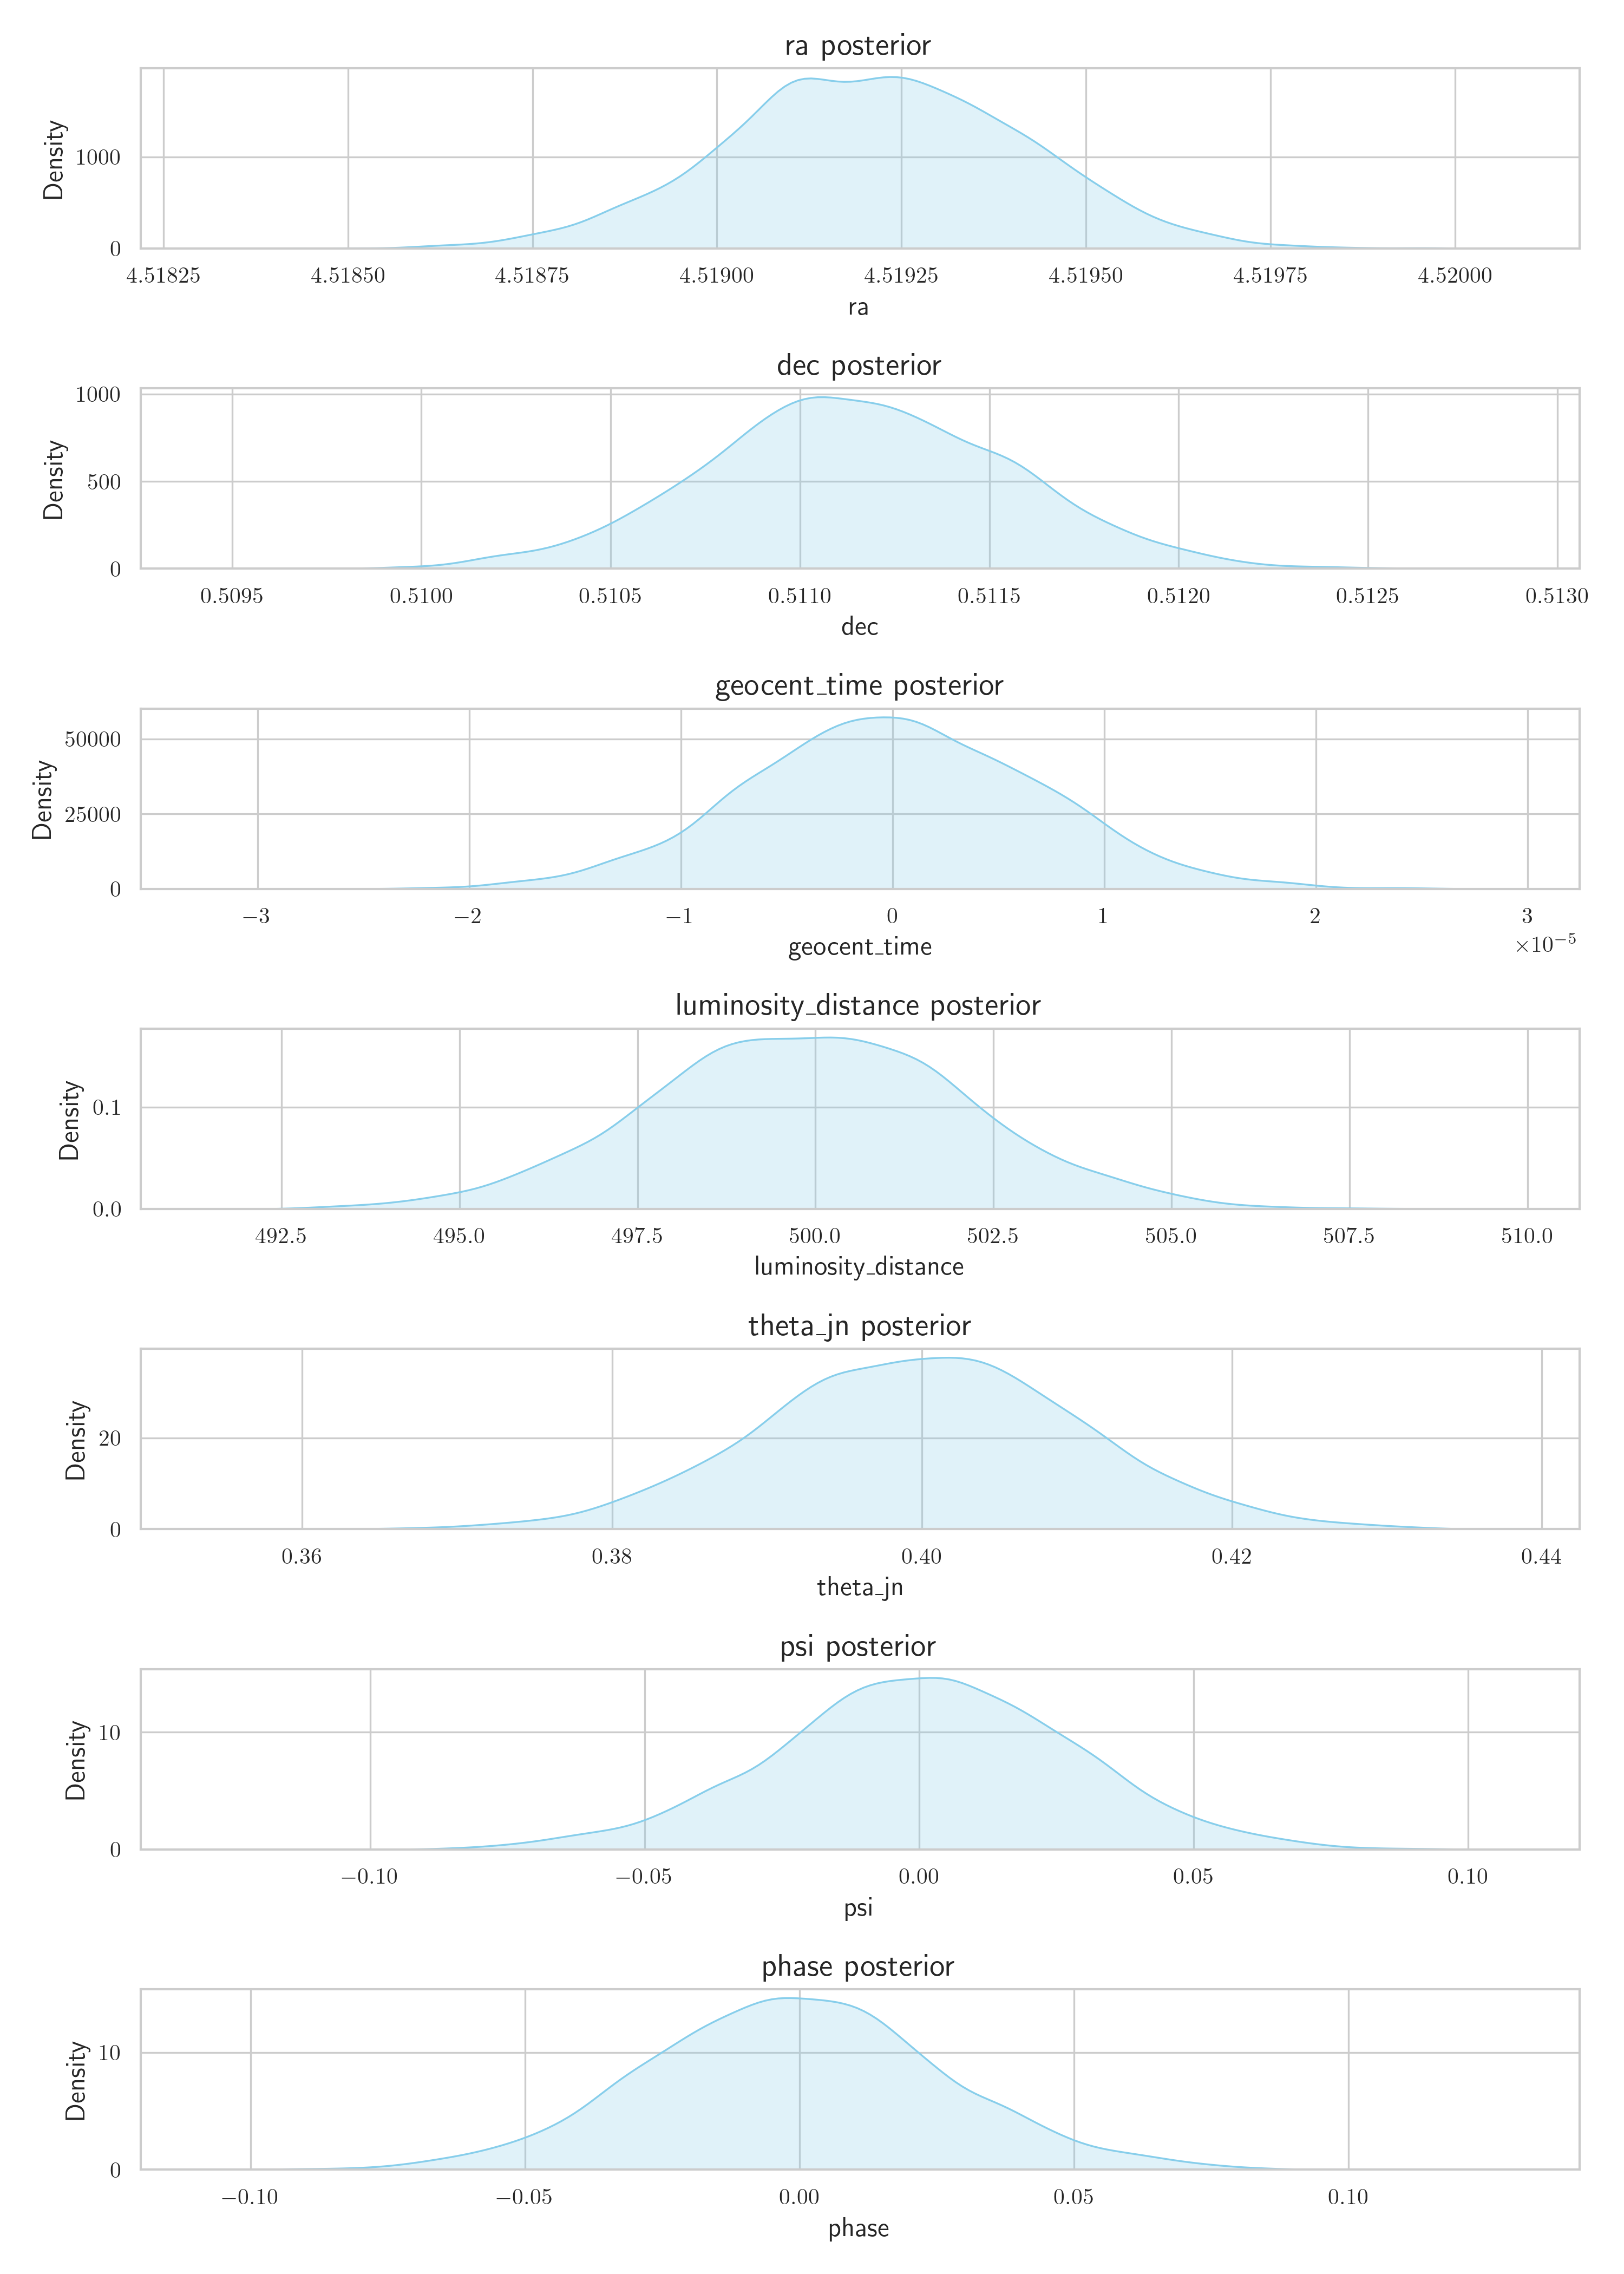 ra posterior
Density
1000
0
4.51825 4.51850 4.51875 4.51900 4.51925 4.51950 4.51975 4.52000
ra
dec posterior
Density
1000
500
0
0.5095 0.5100 0.5105 0.5110 0.5115 0.5120 0.5125 0.5130
dec
geocent_time posterior
Density
50000
25000
0
−3 −2 −1 0 1 2 3
×10⁻⁵
geocent_time
luminosity_distance posterior
Density
0.1
0.0
492.5 495.0 497.5 500.0 502.5 505.0 507.5 510.0
luminosity_distance
theta_jn posterior
Density
20
0
0.36 0.38 0.40 0.42 0.44
theta_jn
psi posterior
Density
10
0
−0.10 −0.05 0.00 0.05 0.10
psi
phase posterior
Density
10
0
−0.10 −0.05 0.00 0.05 0.10
phase